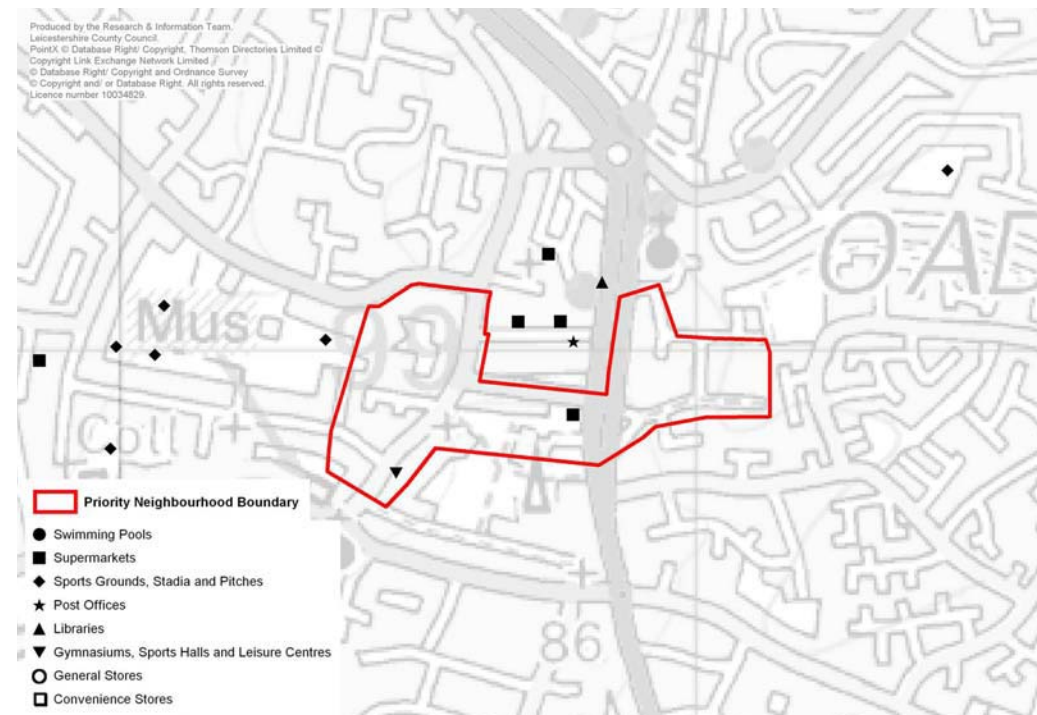 Produced by the Research & Information Team.
Leicestershire County Council.
PointX © Database Right/ Copyright, Thomson Directories Limited ©
Copyright Link Exchange Network Limited
© Database Right/ Copyright and Ordnance Survey
© Copyright and/ or Database Right. All rights reserved.
Licence number 10034829.
OAD
Mus
99
Coll
86
Priority Neighbourhood Boundary
Swimming Pools
Supermarkets
Sports Grounds, Stadia and Pitches
Post Offices
Libraries
Gymnasiums, Sports Halls and Leisure Centres
General Stores
Convenience Stores